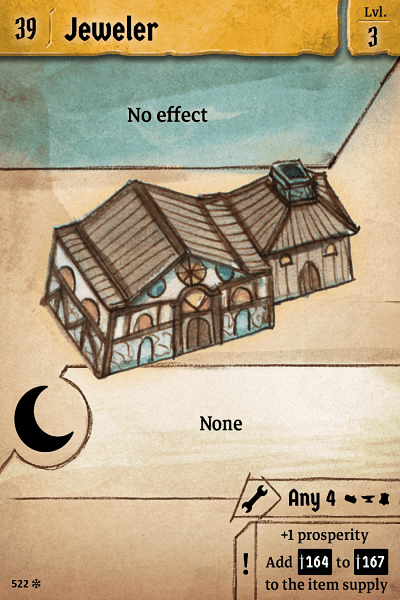 39 Jeweler
Lvl.
3
No effect
None
Any 4
! +1 prosperity
Add 164 to 167
to the item supply
522